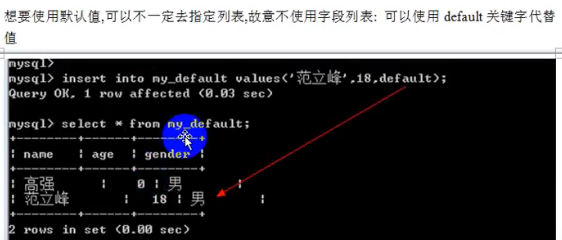 想要使用默认值,可以不一定去指定列表,故意不使用字段列表: 可以使用 default 关键字代替
值
mysql>
mysql> insert into my_default values('范立峰',18,default);
Query OK, 1 row affected (0.03 sec)
mysql> select * from my_default;
+--------+------+--------+
| name | age | gender |
+--------+------+--------+
| 高强 | 0 | 男 |
| 范立峰 | 18 | 男 |
+--------+------+--------+
2 rows in set (0.00 sec)